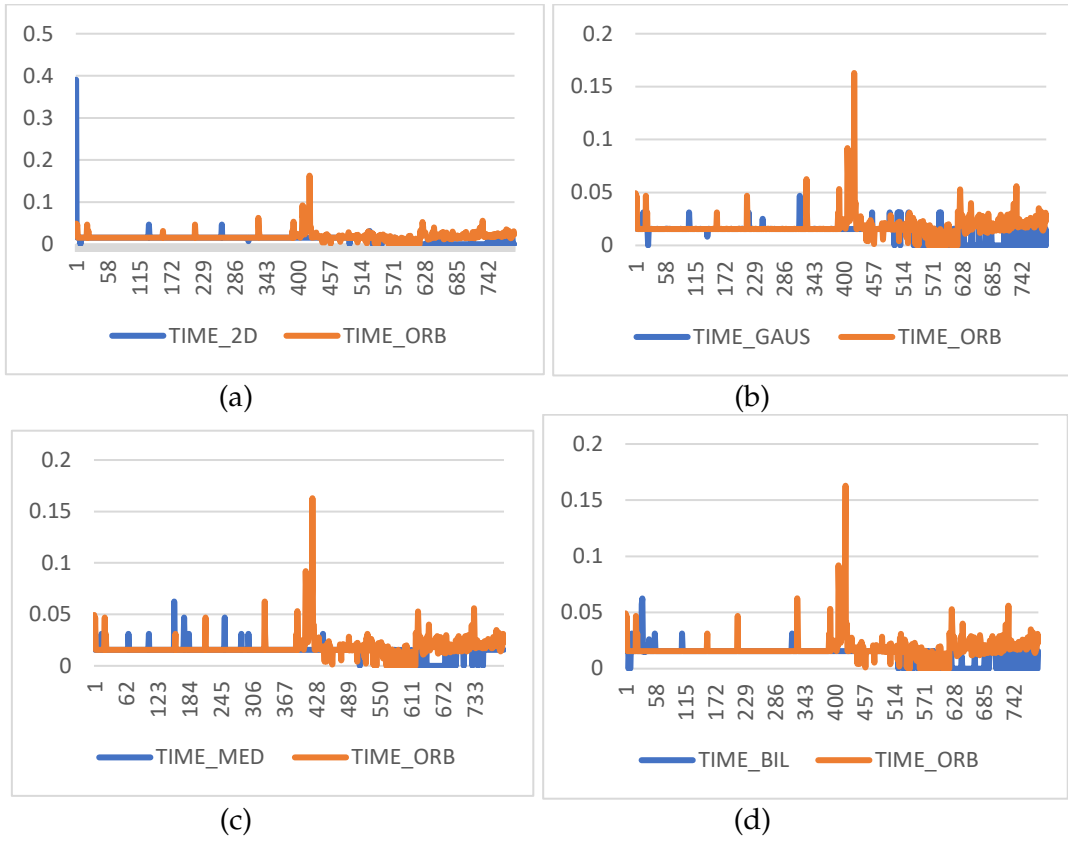 0.5
0.4
0.3
0.2
0.1
0
1 58 115 172 229 286 343 400 457 514 571 628 685 742
TIME_2D TIME_ORB
(a)
0.2
0.15
0.1
0.05
0
1 58 115 172 229 286 343 400 457 514 571 628 685 742
TIME_GAUS TIME_ORB
(b)
0.2
0.15
0.1
0.05
0
1 62 123 184 245 306 367 428 489 550 611 672 733
TIME_MED TIME_ORB
(c)
0.2
0.15
0.1
0.05
0
1 58 115 172 229 286 343 400 457 514 571 628 685 742
TIME_BIL TIME_ORB
(d)